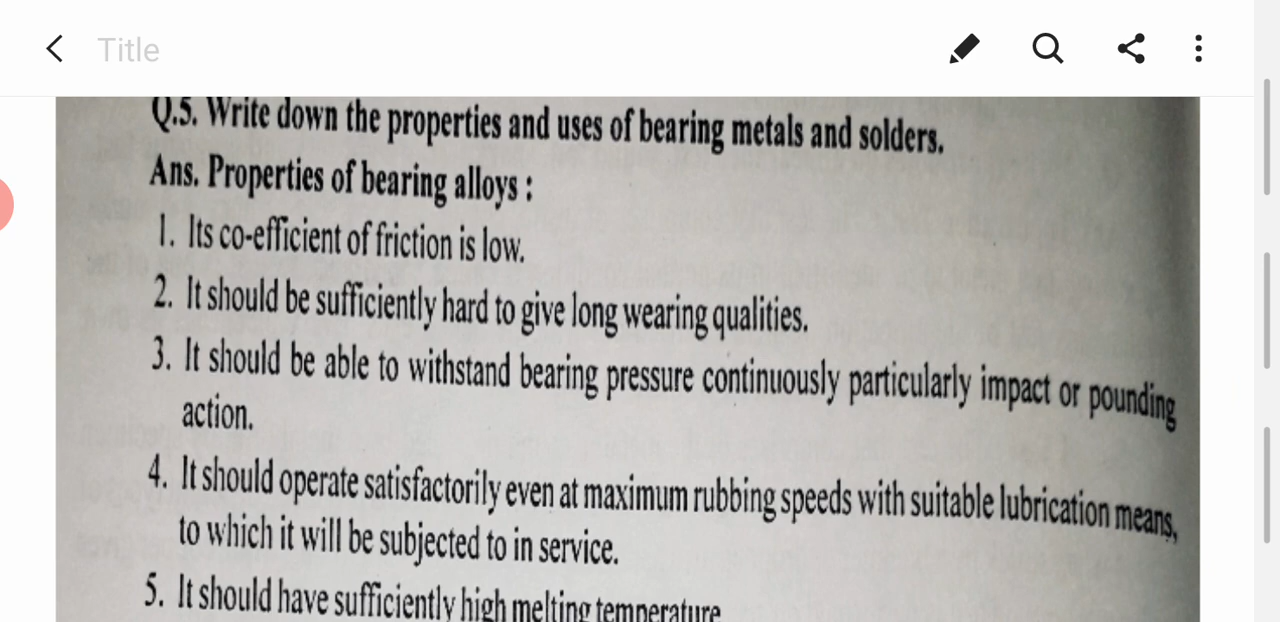 Title
Q.5. Write down the properties and uses of bearing metals and solders.
Ans. Properties of bearing alloys :
1. Its co-efficient of friction is low.
2. It should be sufficiently hard to give long wearing qualities.
3. It should be able to withstand bearing pressure continuously particularly impact or pounding
action.
4. It should operate satisfactorily even at maximum rubbing speeds with suitable lubrication means,
to which it will be subjected to in service.
5. It should have sufficiently high melting temperature